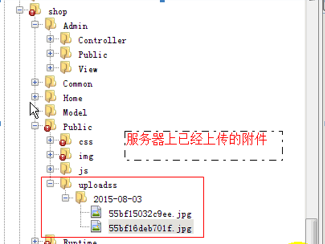 shop
Admin
Controller
Public
View
Common
Home
Model
Public
服务器上已经上传的附件
css
img
js
uploadss
2015-08-03
55bf15032c9ee.jpg
55bf16deb701f.jpg
Runtime